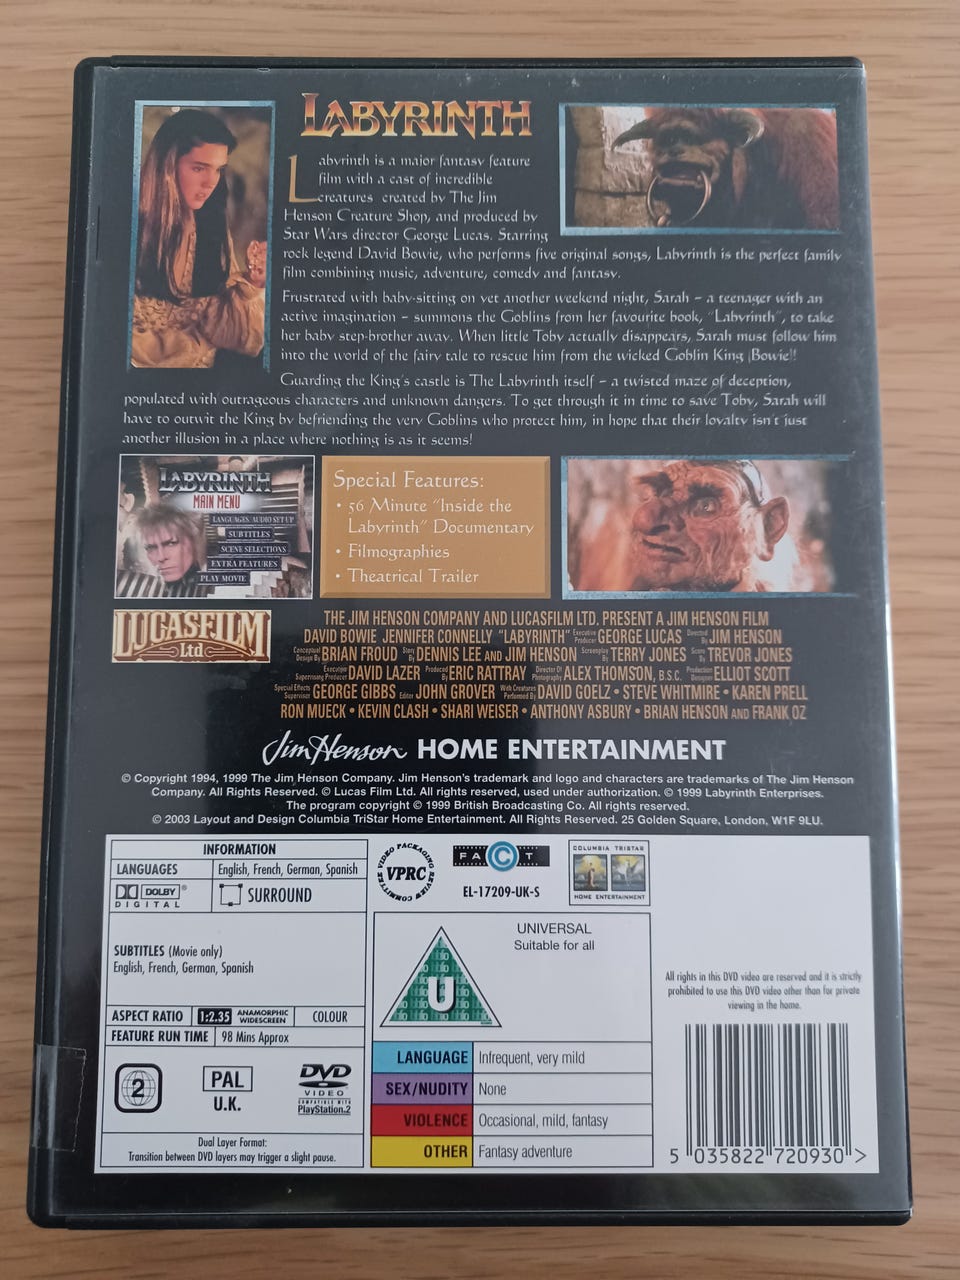 LABYRINTH
Labyrinth is a major fantasy feature
film with a cast of incredible
creatures created by The Jim
Henson Creature Shop, and produced by
Star Wars director George Lucas. Starring
rock legend David Bowie, who performs five original songs, Labyrinth is the perfect family
film combining music, adventure, comedy and fantasy.
Frustrated with baby-sitting on yet another weekend night, Sarah – a teenager with an
active imagination – summons the Goblins from her favourite book, "Labyrinth", to take
her baby step-brother away. When little Toby actually disappears, Sarah must follow him
into the world of the fairy tale to rescue him from the wicked Goblin King (Bowie)!
Guarding the King's castle is The Labyrinth itself – a twisted maze of deception,
populated with outrageous characters and unknown dangers. To get through it in time to save Toby, Sarah will
have to outwit the King by befriending the very Goblins who protect him, in hope that their loyalty isn't just
another illusion in a place where nothing is as it seems!
LABYRINTH
MAIN MENU
LANGUAGES AUDIO SET UP
SUBTITLES
SCENE SELECTIONS
EXTRA FEATURES
PLAY MOVIE
Special Features:
• 56 Minute "Inside the
Labyrinth" Documentary
• Filmographies
• Theatrical Trailer
LUCASFILM
Ltd
THE JIM HENSON COMPANY AND LUCASFILM LTD. PRESENT A JIM HENSON FILM
DAVID BOWIE JENNIFER CONNELLY "LABYRINTH" Executive Producer GEORGE LUCAS Directed By JIM HENSON
Conceptual Design By BRIAN FROUD Story By DENNIS LEE AND JIM HENSON Screenplay By TERRY JONES Score By TREVOR JONES
Executive Supervising Producer DAVID LAZER Produced By ERIC RATTRAY Director Of Photography ALEX THOMSON, B.S.C. Production Designer ELLIOT SCOTT
Special Effects Supervisor GEORGE GIBBS Editor JOHN GROVER With Creatures Performed By DAVID GOELZ • STEVE WHITMIRE • KAREN PRELL
RON MUECK • KEVIN CLASH • SHARI WEISER • ANTHONY ASBURY • BRIAN HENSON AND FRANK OZ
Jim Henson HOME ENTERTAINMENT
© Copyright 1994, 1999 The Jim Henson Company. Jim Henson's trademark and logo and characters are trademarks of The Jim Henson
Company. All Rights Reserved. © Lucas Film Ltd. All rights reserved, used under authorization. © 1999 Labyrinth Enterprises.
The program copyright © 1999 British Broadcasting Co. All rights reserved.
© 2003 Layout and Design Columbia TriStar Home Entertainment. All Rights Reserved. 25 Golden Square, London, W1F 9LU.
INFORMATION
LANGUAGES English, French, German, Spanish
DOLBY® DIGITAL SURROUND
SUBTITLES (Movie only)
English, French, German, Spanish
ASPECT RATIO 1:2.35 ANAMORPHIC WIDESCREEN COLOUR
FEATURE RUN TIME 98 Mins Approx
2 PAL U.K. DVD VIDEO COMPATIBLE WITH PlayStation.2
Dual Layer Format:
Transition between DVD layers may trigger a slight pause.
VIDEO PACKAGING REVIEW COMMITTEE VPRC
FACT
EL-17209-UK-S
COLUMBIA TRISTAR
HOME ENTERTAINMENT
UNIVERSAL
Suitable for all
U
LANGUAGE Infrequent, very mild
SEX/NUDITY None
VIOLENCE Occasional, mild, fantasy
OTHER Fantasy adventure
All rights in this DVD video are reserved and it is strictly
prohibited to use this DVD video other than for private
viewing in the home.
5 035822 720930 >